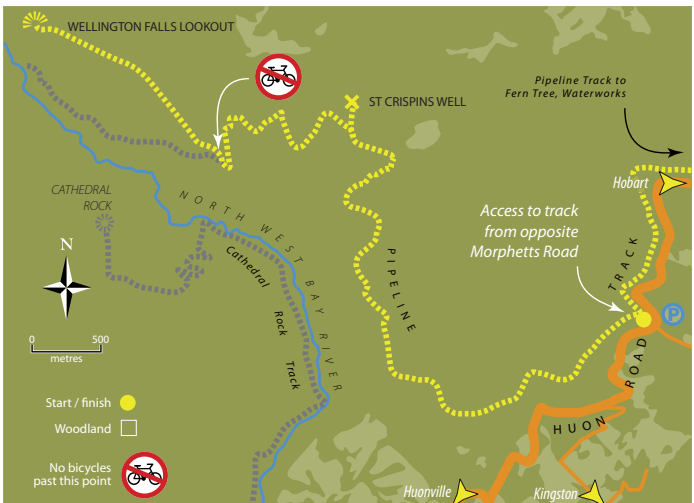 WELLINGTON FALLS LOOKOUT
ST CRISPINS WELL
Pipeline Track to
Fern Tree, Waterworks
Hobart
CATHEDRAL
ROCK
NORTH WEST BAY RIVER
Access to track
from opposite
Morphetts Road
PIPELINE
TRACK
Cathedral Rock Track
N
0 500
metres
P
Start / finish
Woodland
No bicycles
past this point
HUON ROAD
Huonville
Kingston